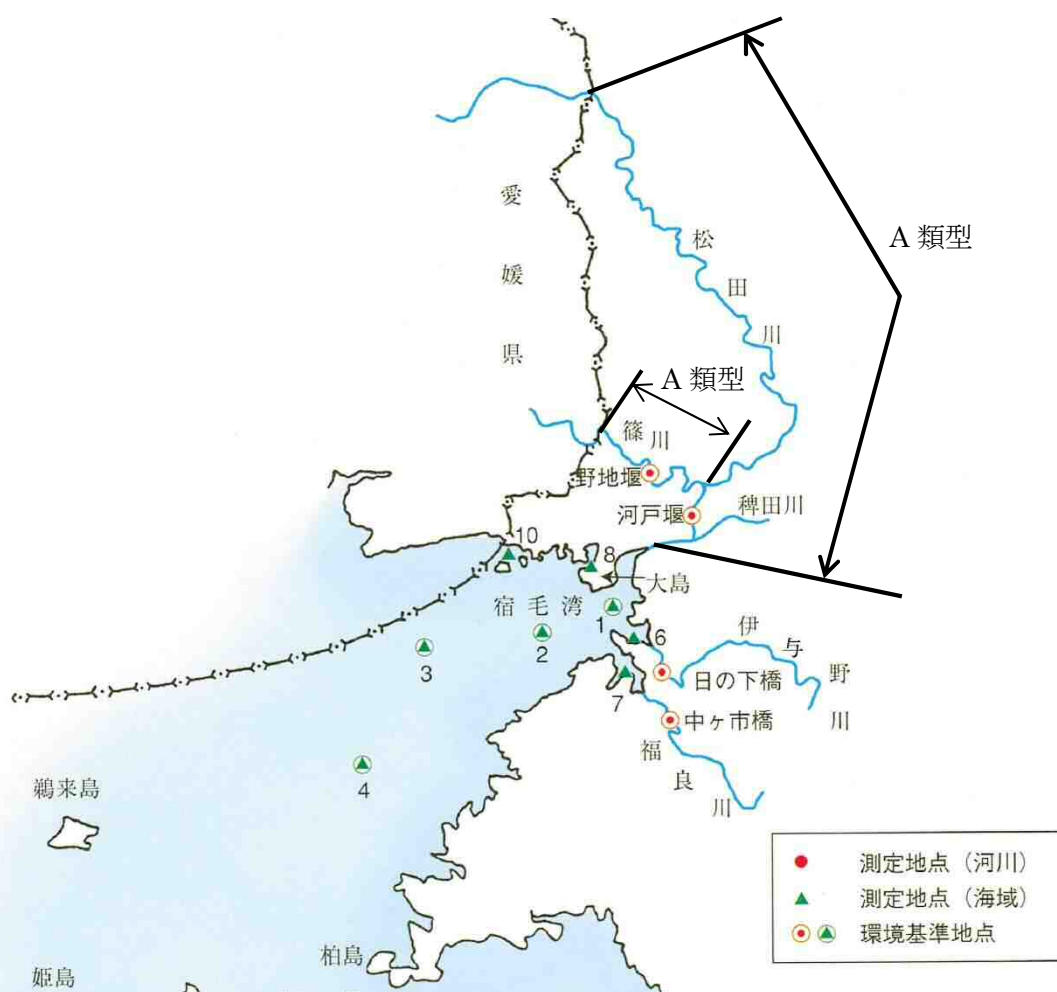 愛媛県
松田川
A 類型
A 類型
篠川
野地堰
河戸堰
稗田川
10
8
大島
宿毛湾
1
2
3
6
伊与野川
日の下橋
7
中ヶ市橋
福良川
4
鵜来島
柏島
姫島
測定地点（河川）
測定地点（海域）
環境基準地点